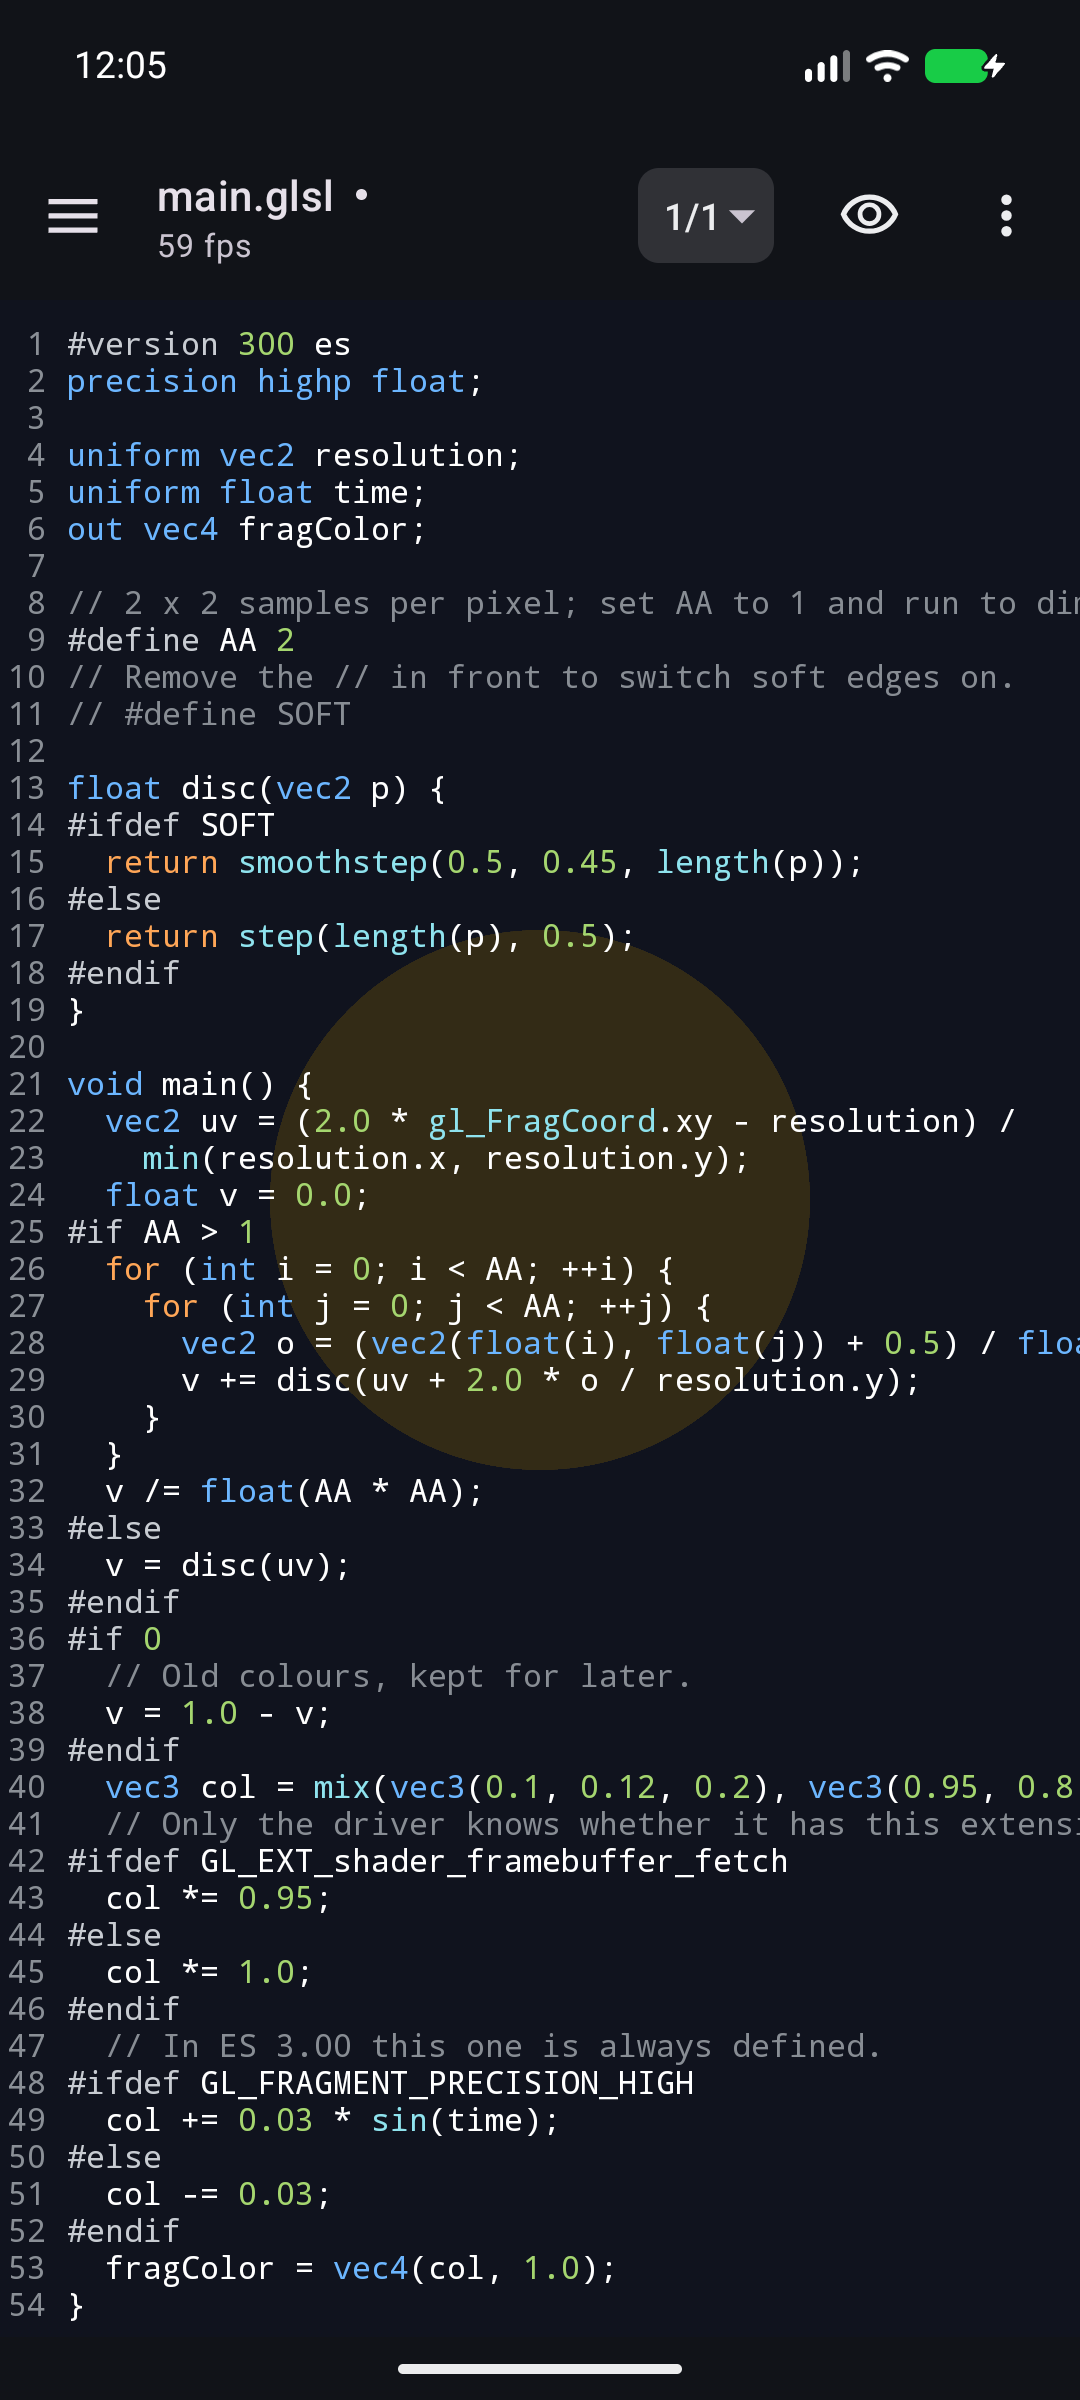 12:05
main.glsl •
59 fps
1/1
1 #version 300 es
2 precision highp float;
3
4 uniform vec2 resolution;
5 uniform float time;
6 out vec4 fragColor;
7
8 // 2 x 2 samples per pixel; set AA to 1 and run to
9 #define AA 2
10 // Remove the // in front to switch soft edges on.
11 // #define SOFT
12
13 float disc(vec2 p) {
14 #ifdef SOFT
15   return smoothstep(0.5, 0.45, length(p));
16 #else
17   return step(length(p), 0.5);
18 #endif
19 }
20
21 void main() {
22   vec2 uv = (2.0 * gl_FragCoord.xy - resolution) /
23     min(resolution.x, resolution.y);
24   float v = 0.0;
25 #if AA > 1
26   for (int i = 0; i < AA; ++i) {
27     for (int j = 0; j < AA; ++j) {
28       vec2 o = (vec2(float(i), float(j)) + 0.5) /
29       v += disc(uv + 2.0 * o / resolution.y);
30     }
31   }
32   v /= float(AA * AA);
33 #else
34   v = disc(uv);
35 #endif
36 #if 0
37   // Old colours, kept for later.
38   v = 1.0 - v;
39 #endif
40   vec3 col = mix(vec3(0.1, 0.12, 0.2), vec3(0.95, 0.8
41   // Only the driver knows whether it has this
42 #ifdef GL_EXT_shader_framebuffer_fetch
43   col *= 0.95;
44 #else
45   col *= 1.0;
46 #endif
47   // In ES 3.00 this one is always defined.
48 #ifdef GL_FRAGMENT_PRECISION_HIGH
49   col += 0.03 * sin(time);
50 #else
51   col -= 0.03;
52 #endif
53   fragColor = vec4(col, 1.0);
54 }